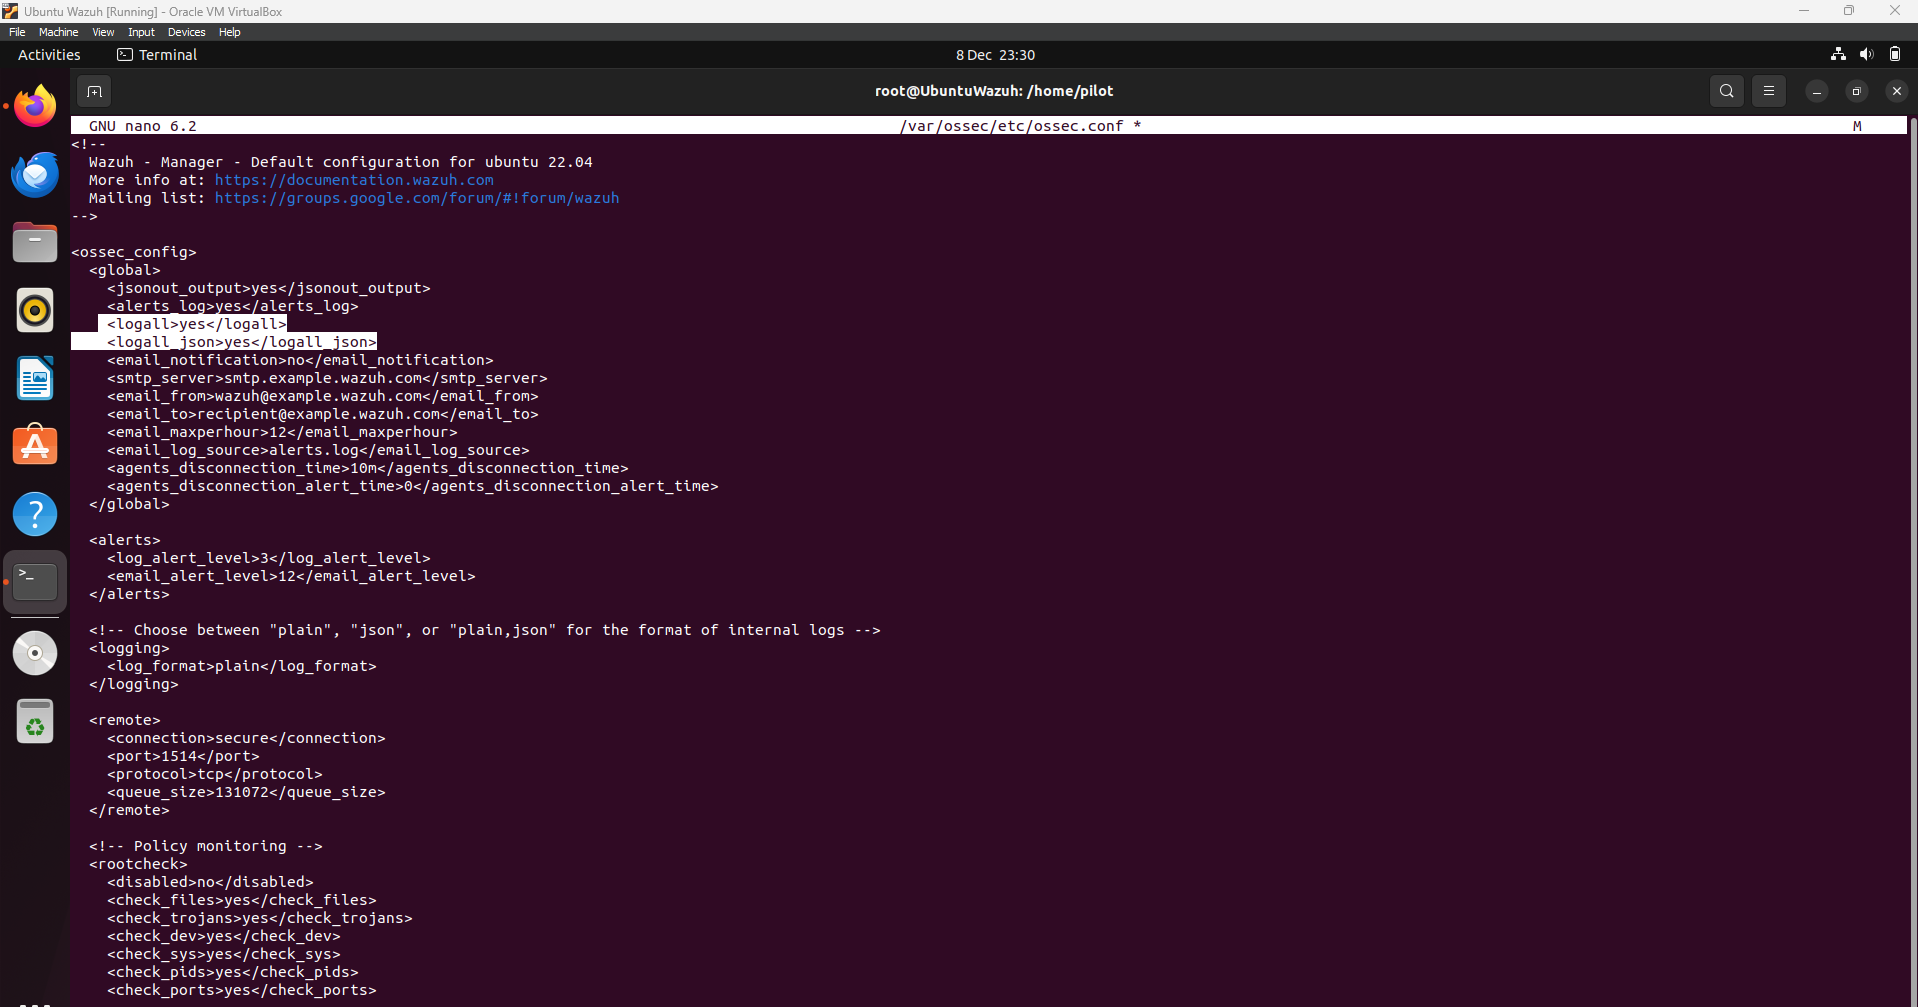 Ubuntu Wazuh [Running] - Oracle VM VirtualBox
File Machine View Input Devices Help
Activities Terminal 8 Dec 23:30
root@UbuntuWazuh: /home/pilot
GNU nano 6.2 /var/ossec/etc/ossec.conf * M
<!--
  Wazuh - Manager - Default configuration for ubuntu 22.04
  More info at: https://documentation.wazuh.com
  Mailing list: https://groups.google.com/forum/#!forum/wazuh
-->
<ossec_config>
  <global>
    <jsonout_output>yes</jsonout_output>
    <alerts_log>yes</alerts_log>
    <logall>yes</logall>
    <logall_json>yes</logall_json>
    <email_notification>no</email_notification>
    <smtp_server>smtp.example.wazuh.com</smtp_server>
    <email_from>wazuh@example.wazuh.com</email_from>
    <email_to>recipient@example.wazuh.com</email_to>
    <email_maxperhour>12</email_maxperhour>
    <email_log_source>alerts.log</email_log_source>
    <agents_disconnection_time>10m</agents_disconnection_time>
    <agents_disconnection_alert_time>0</agents_disconnection_alert_time>
  </global>
  <alerts>
    <log_alert_level>3</log_alert_level>
    <email_alert_level>12</email_alert_level>
  </alerts>
  <!-- Choose between "plain", "json", or "plain,json" for the format of internal logs -->
  <logging>
    <log_format>plain</log_format>
  </logging>
  <remote>
    <connection>secure</connection>
    <port>1514</port>
    <protocol>tcp</protocol>
    <queue_size>131072</queue_size>
  </remote>
  <!-- Policy monitoring -->
  <rootcheck>
    <disabled>no</disabled>
    <check_files>yes</check_files>
    <check_trojans>yes</check_trojans>
    <check_dev>yes</check_dev>
    <check_sys>yes</check_sys>
    <check_pids>yes</check_pids>
    <check_ports>yes</check_ports>